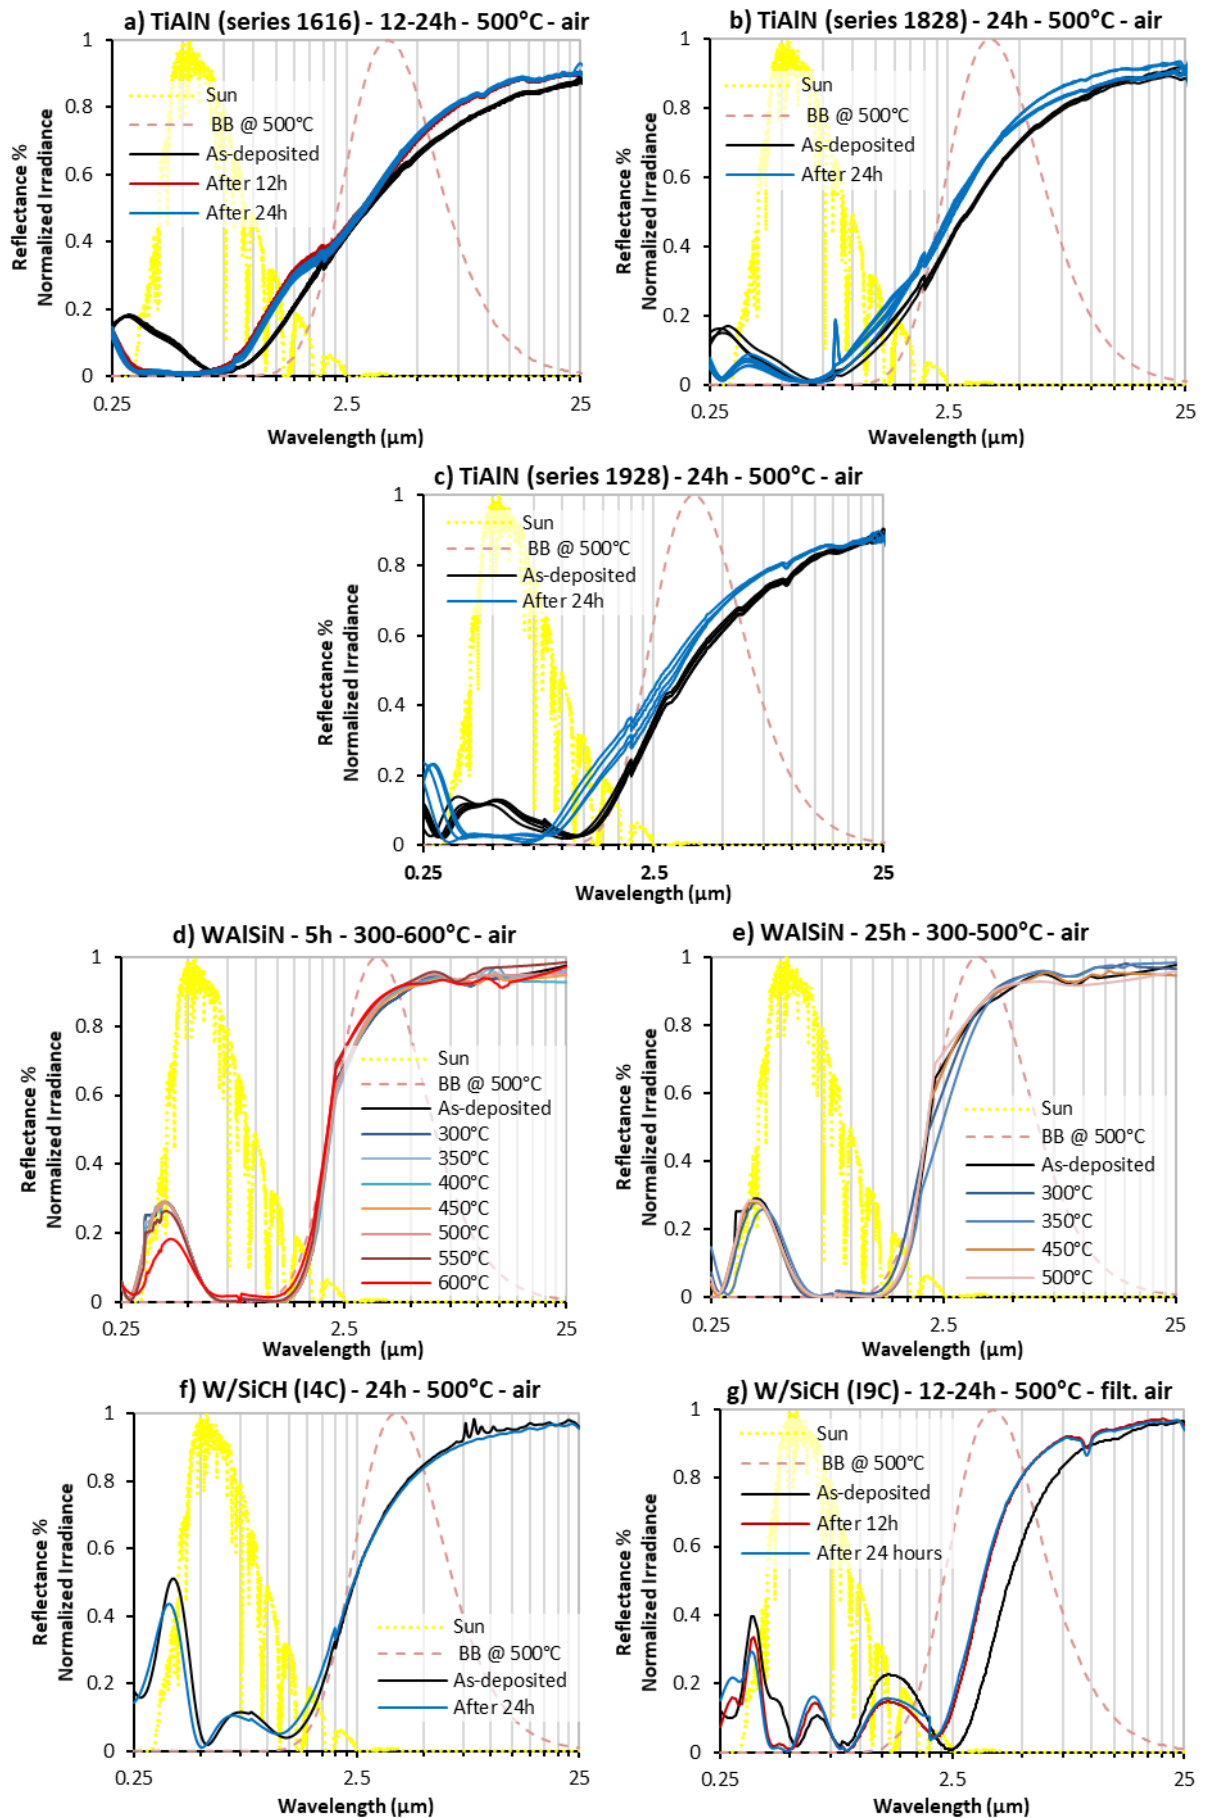 a) TiAlN (series 1616) - 12-24h - 500°C - air
Reflectance %
Normalized Irradiance
1
0.8
0.6
0.4
0.2
0
Sun
BB @ 500°C
As-deposited
After 12h
After 24h
0.25
2.5
25
Wavelength (µm)
b) TiAlN (series 1828) - 24h - 500°C - air
Reflectance %
Normalized Irradiance
1
0.8
0.6
0.4
0.2
0
Sun
BB @ 500°C
As-deposited
After 24h
0.25
2.5
25
Wavelength (µm)
c) TiAlN (series 1928) - 24h - 500°C - air
Reflectance %
Normalized Irradiance
1
0.8
0.6
0.4
0.2
0
Sun
BB @ 500°C
As-deposited
After 24h
0.25
2.5
25
Wavelength (µm)
d) WAlSiN - 5h - 300-600°C - air
Reflectance %
Normalized Irradiance
1
0.8
0.6
0.4
0.2
0
Sun
BB @ 500°C
As-deposited
300°C
350°C
400°C
450°C
500°C
550°C
600°C
0.25
2.5
25
Wavelength (µm)
e) WAlSiN - 25h - 300-500°C - air
Reflectance %
Normalized Irradiance
1
0.8
0.6
0.4
0.2
0
Sun
BB @ 500°C
As-deposited
300°C
350°C
450°C
500°C
0.25
2.5
25
Wavelength (µm)
f) W/SiCH (I4C) - 24h - 500°C - air
Reflectance %
Normalized Irradiance
1
0.8
0.6
0.4
0.2
0
Sun
BB @ 500°C
As-deposited
After 24h
0.25
2.5
25
Wavelength (µm)
g) W/SiCH (I9C) - 12-24h - 500°C - filt. air
Reflectance %
Normalized Irradiance
1
0.8
0.6
0.4
0.2
0
Sun
BB @ 500°C
As-deposited
After 12h
After 24 hours
0.25
2.5
25
Wavelength (µm)